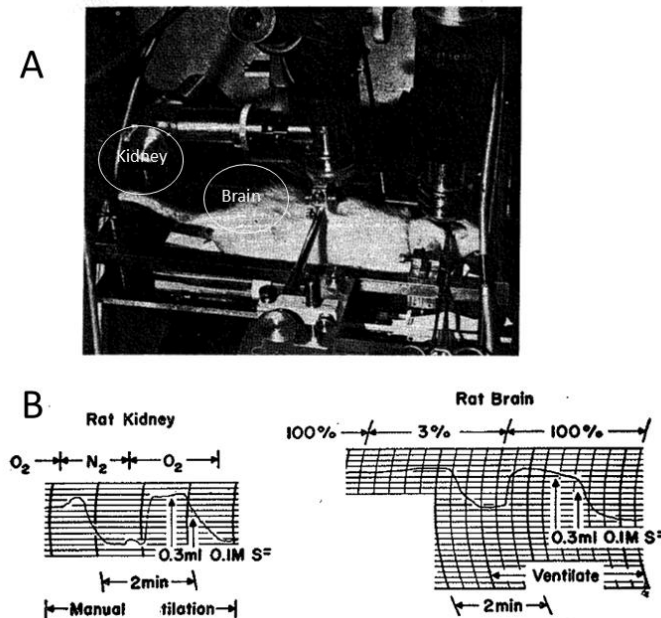 A
Kidney
Brain
B
Rat Kidney
O₂ N₂ O₂
0.3ml 0.1M S=
2min
Manual tilation
Rat Brain
100% 3% 100%
0.3ml 0.1M S=
Ventilate
2min